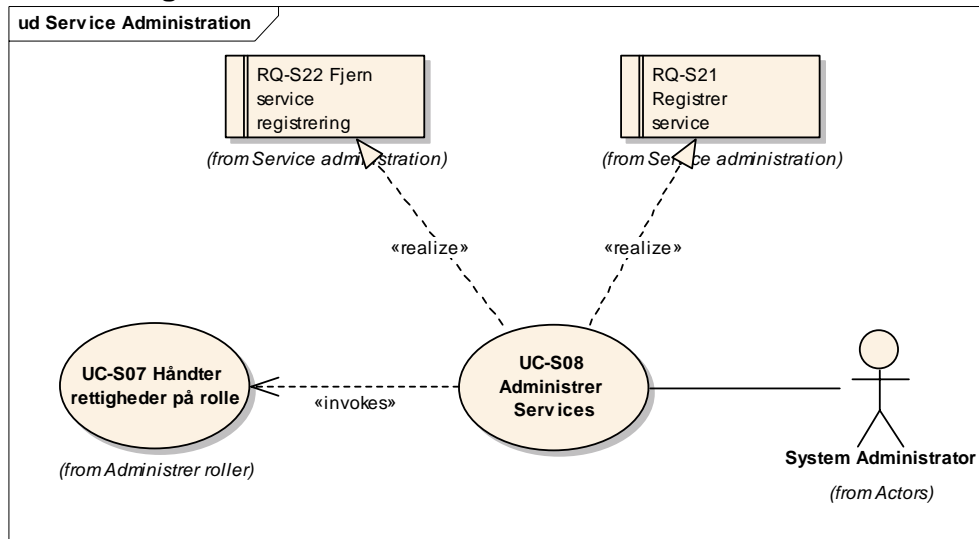 ud Service Administration
RQ-S22 Fjern
service
registrering
(from Service administration)
RQ-S21
Registrer
service
(from Service administration)
«realize»
«realize»
UC-S07 Håndter
rettigheder på rolle
(from Administrer roller)
«invokes»
UC-S08
Administrer
Services
System Administrator
(from Actors)